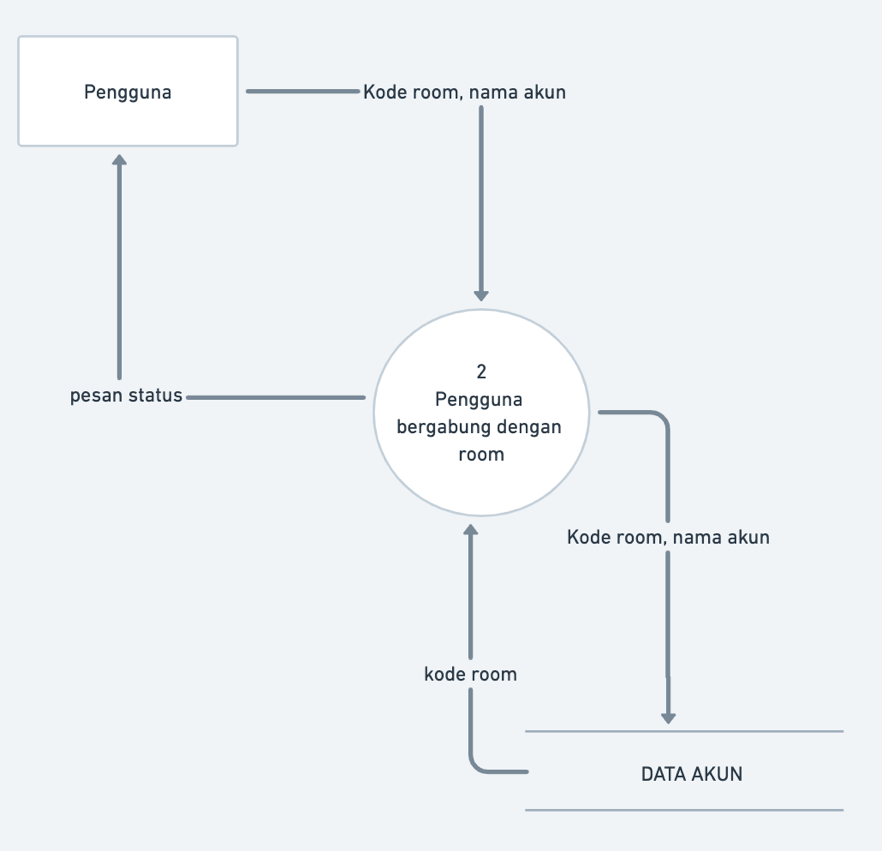 Pengguna
Kode room, nama akun
2
Pengguna
bergabung dengan
room
pesan status
Kode room, nama akun
kode room
DATA AKUN